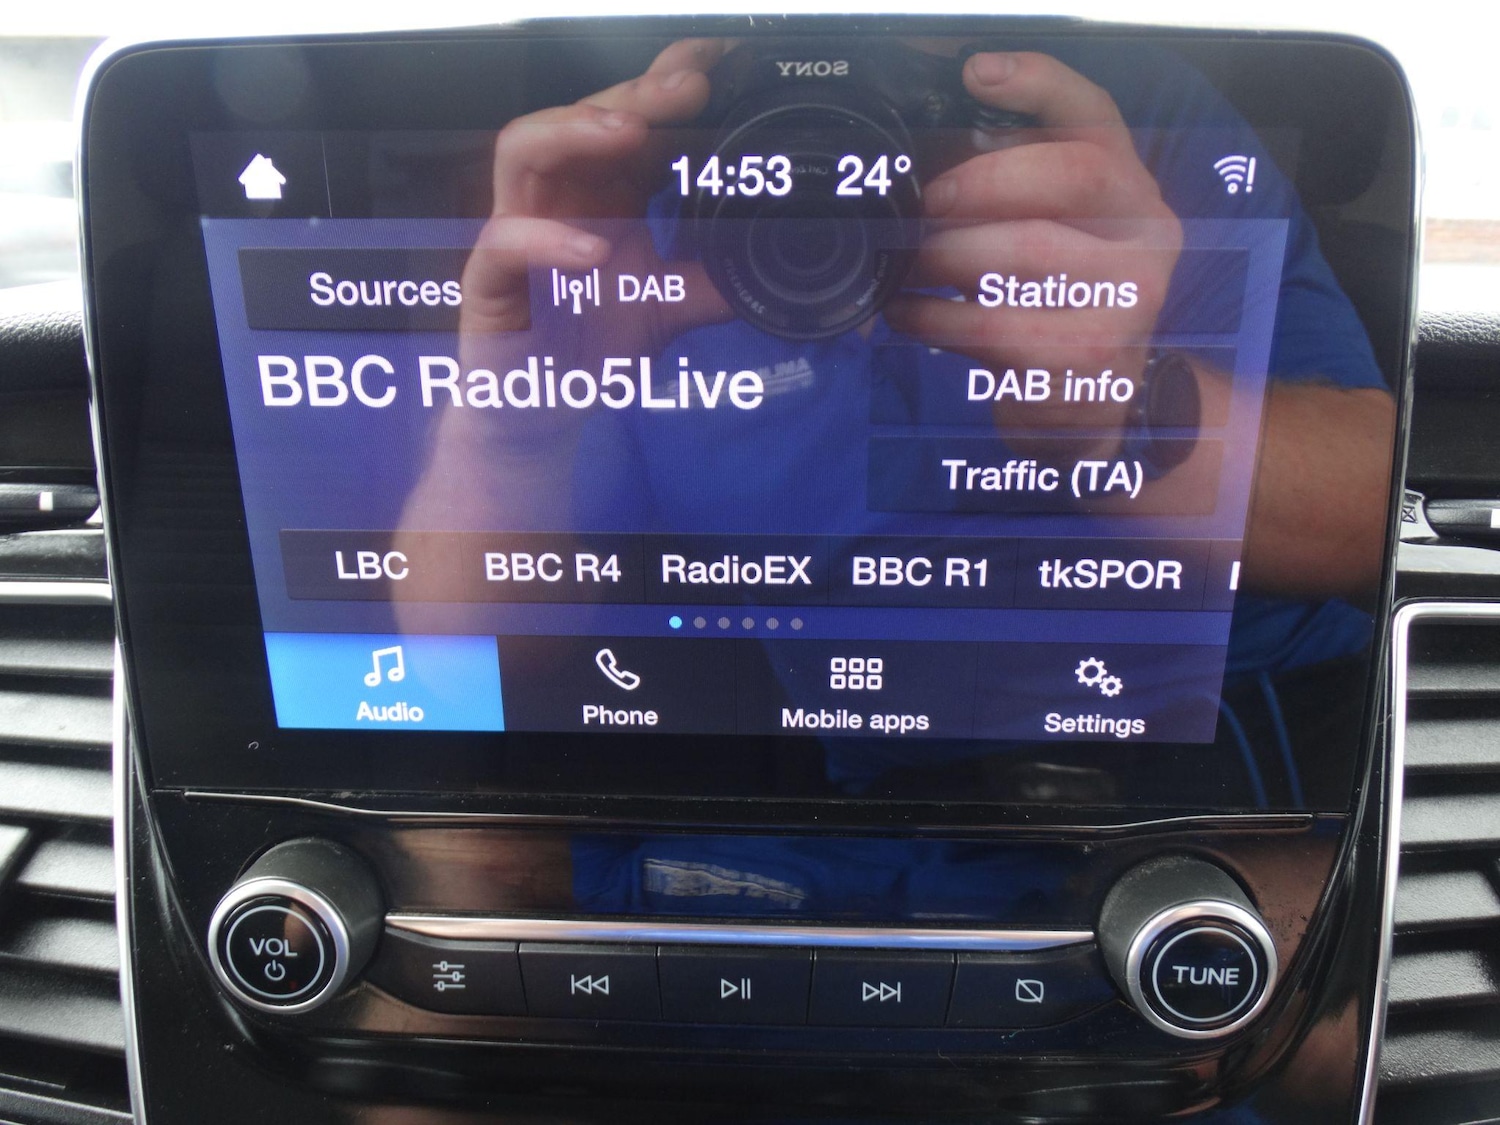 SONY
14:53 24°
Sources DAB Stations
BBC Radio5Live
DAB info
Traffic (TA)
LBC BBC R4 RadioEX BBC R1 tkSPOR
Audio Phone Mobile apps Settings
VOL
TUNE